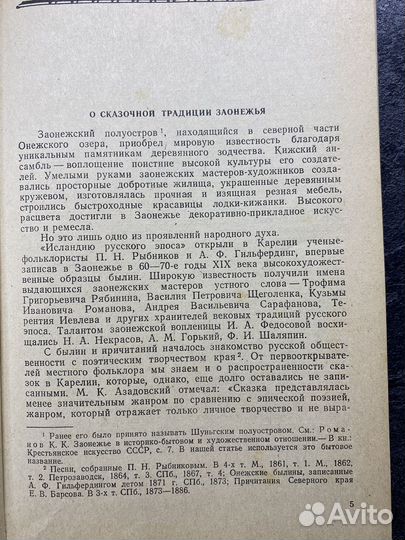 О СКАЗОЧНОЙ ТРАДИЦИИ ЗАОНЕЖЬЯ
Заонежский полуостров¹, находящийся в северной части
Онежского озера, приобрел мировую известность благодаря
уникальным памятникам деревянного зодчества. Кижский ан-
самбль — воплощение поистине высокой культуры его создате-
лей. Умелыми руками заонежских мастеров-художников созда-
вались просторные добротные жилища, украшенные деревянным
кружевом, изготовлялась прочная и изящная резная мебель,
строились быстроходные красавицы лодки-кижанки. Высокого
расцвета достигли в Заонежье декоративно-прикладное искус-
ство и ремесла.
Но это лишь одно из проявлений народного духа.
«Исландию русского эпоса» открыли в Карелии ученые-
фольклористы П. Н. Рыбников и А. Ф. Гильфердинг, впервые
записав в Заонежье в 60—70-е годы XIX века высокохудожест-
венные образцы былин. Широкую известность получили имена
выдающихся заонежских мастеров устного слова — Трофима
Григорьевича Рябинина, Василия Петровича Щеголенка, Кузьмы
Ивановича Романова, Андрея Васильевича Сарафанова, Те-
рентия Иевлева и других хранителей вековых традиций русского
эпоса. Талантом заонежской вопленицы И. А. Федосовой восхи-
щались Н. А. Некрасов, А. М. Горький, Ф. И. Шаляпин.
С былин и причитаний началось знакомство русской общест-
венности с поэтическим творчеством края². От первооткрывате-
лей местного фольклора мы знаем и о распространенности ска-
зок в Карелии, которые, однако, еще долго оставались не запи-
санными. М. К. Азадовский отмечал: «Сказка представлялась
менее значительным жанром по сравнению с эпической поэзией,
жанром, который отражает только личное творчество и не выра-
¹ Ранее его было принято называть Шуньгским полуостровом. См.: Рома-
нов К. К. Заонежье в историко-бытовом и художественном отношении. — В кн.:
Крестьянское искусство СССР, с. 7. В нашей статье используется это бытовое
название.
² Песни, собранные П. Н. Рыбниковым. В 4-х т. М., 1861, т. 1. М., 1862,
т. 2. Петрозаводск, 1864, т. 3. СПб., 1867, т. 4; Онежские былины, записанные
А. Ф. Гильфердингом летом 1871 г. СПб., 1873; Причитания Северного края
Е. В. Барсова. В 3-х т. СПб., 1873—1886.
5
Avito